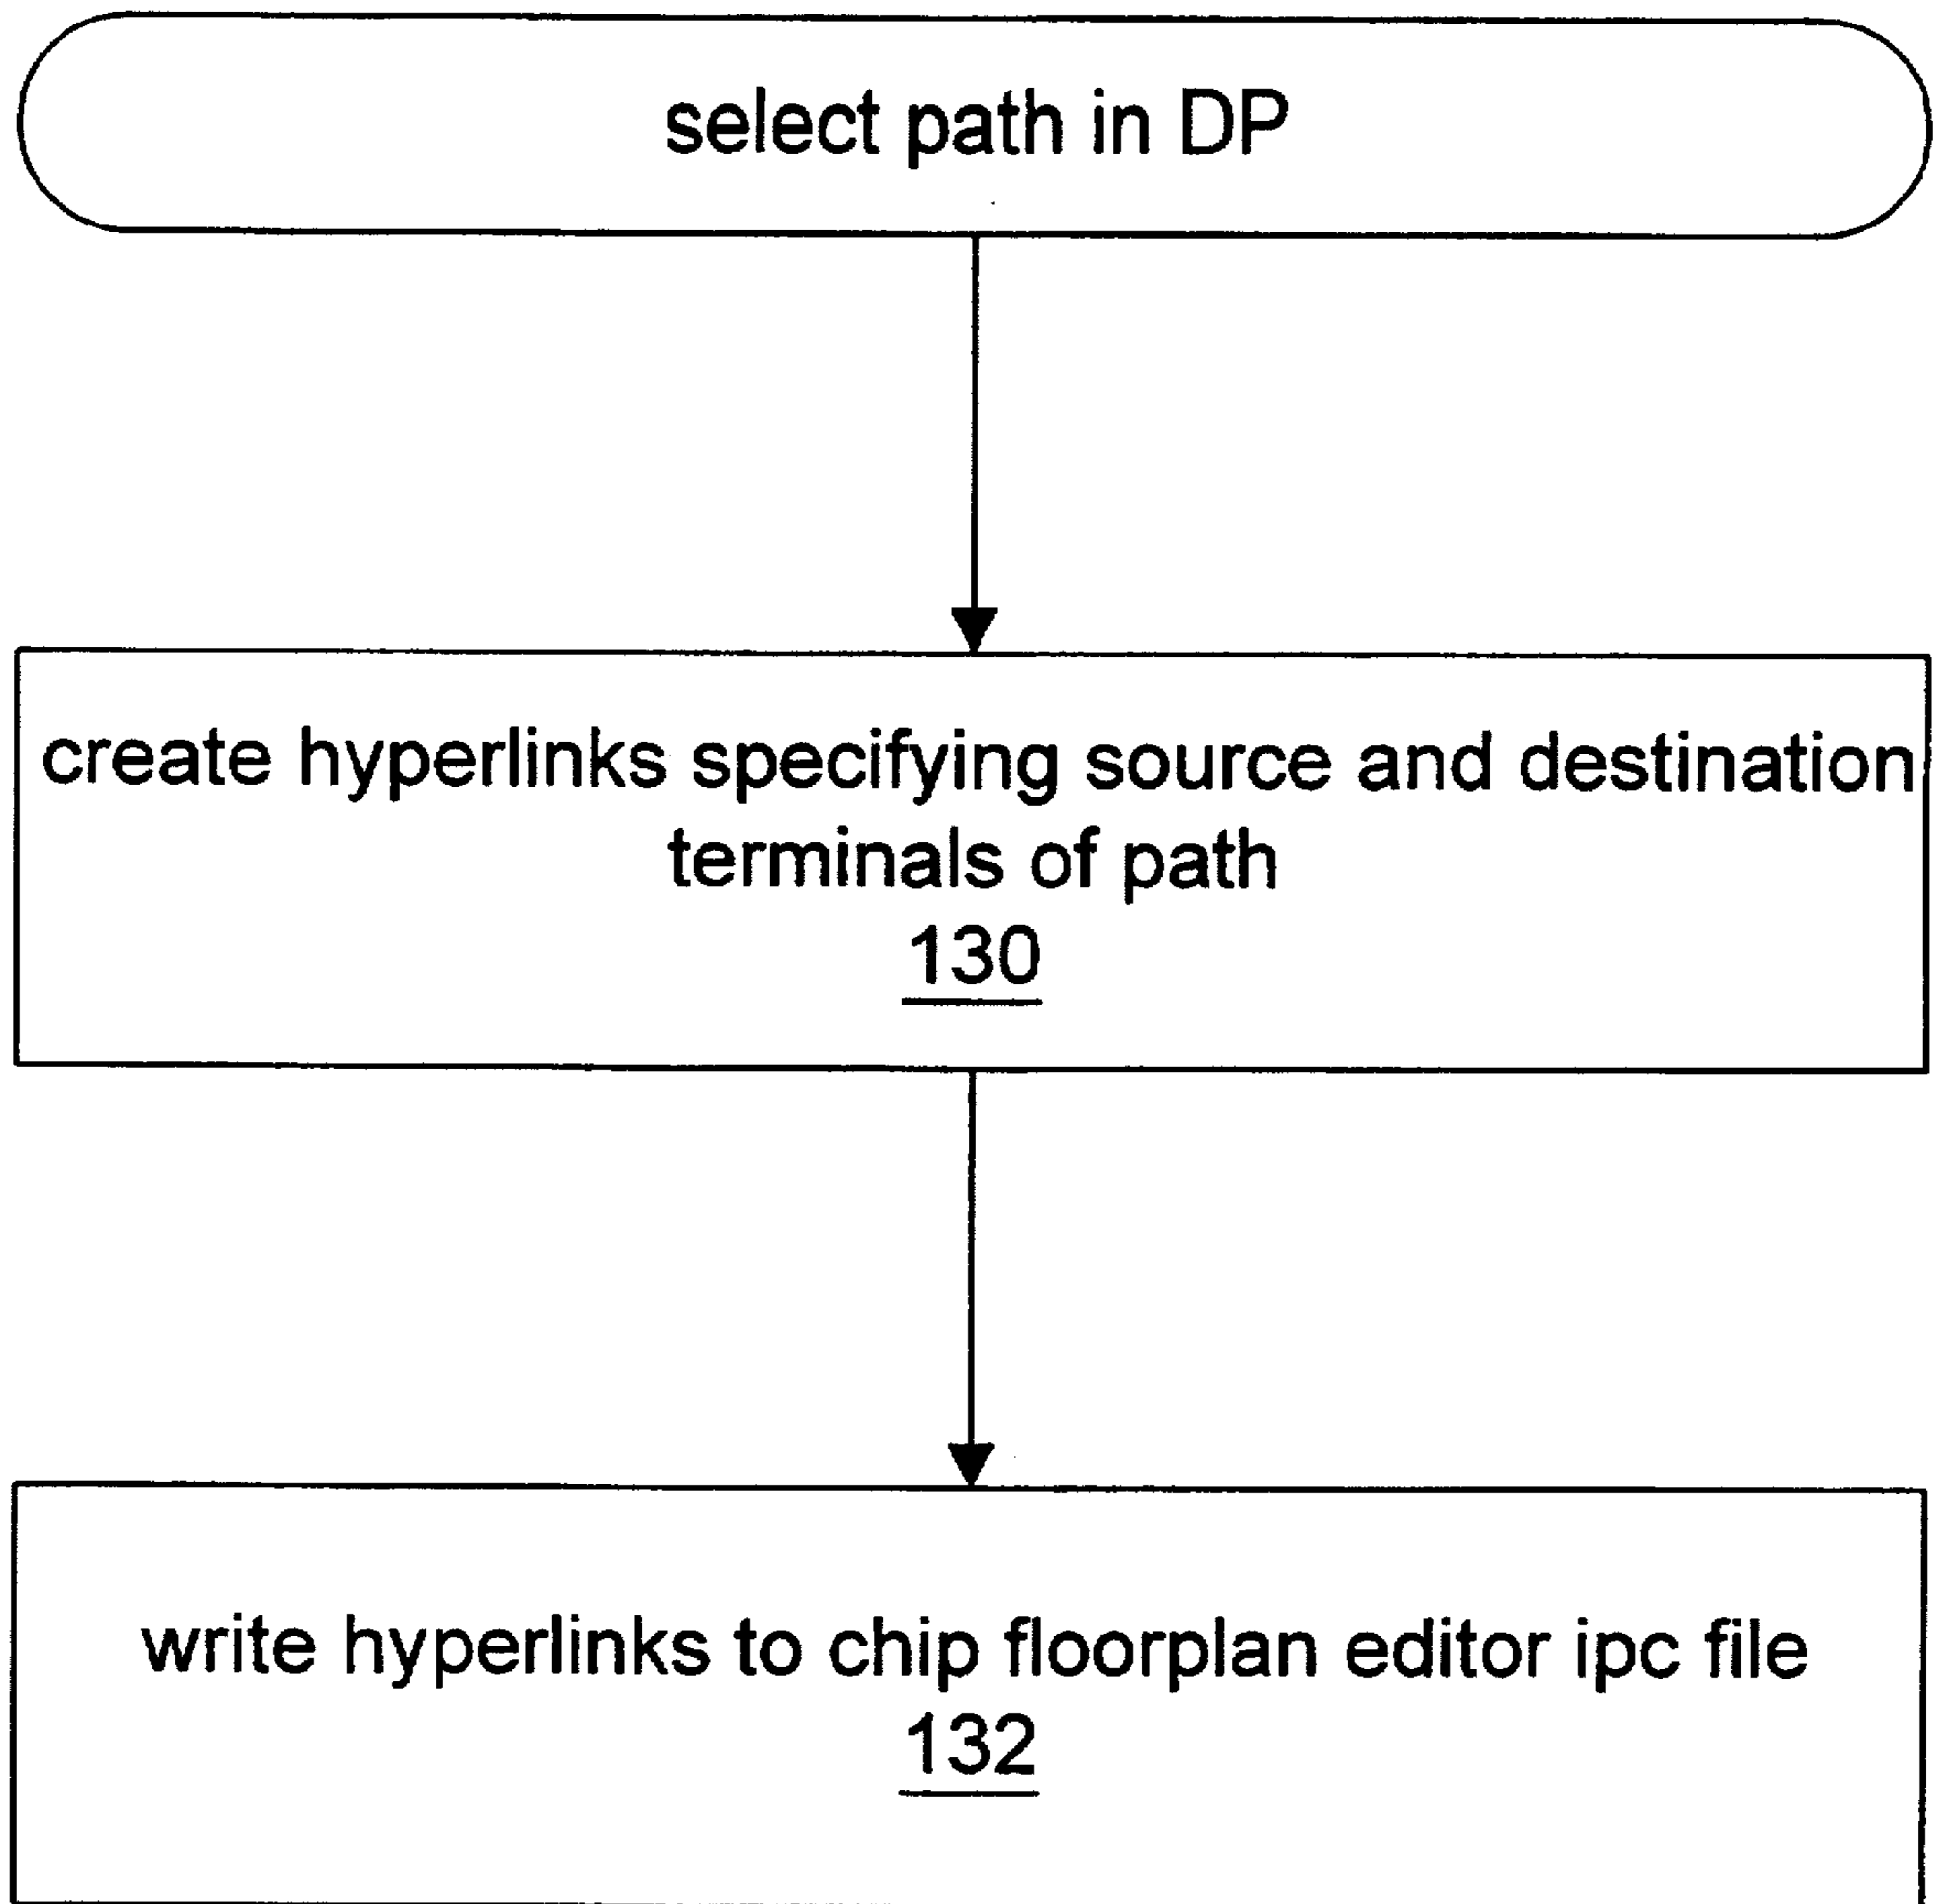 select path in DP
create hyperlinks specifying source and destination
terminals of path
130
write hyperlinks to chip floorplan editor ipc file
132